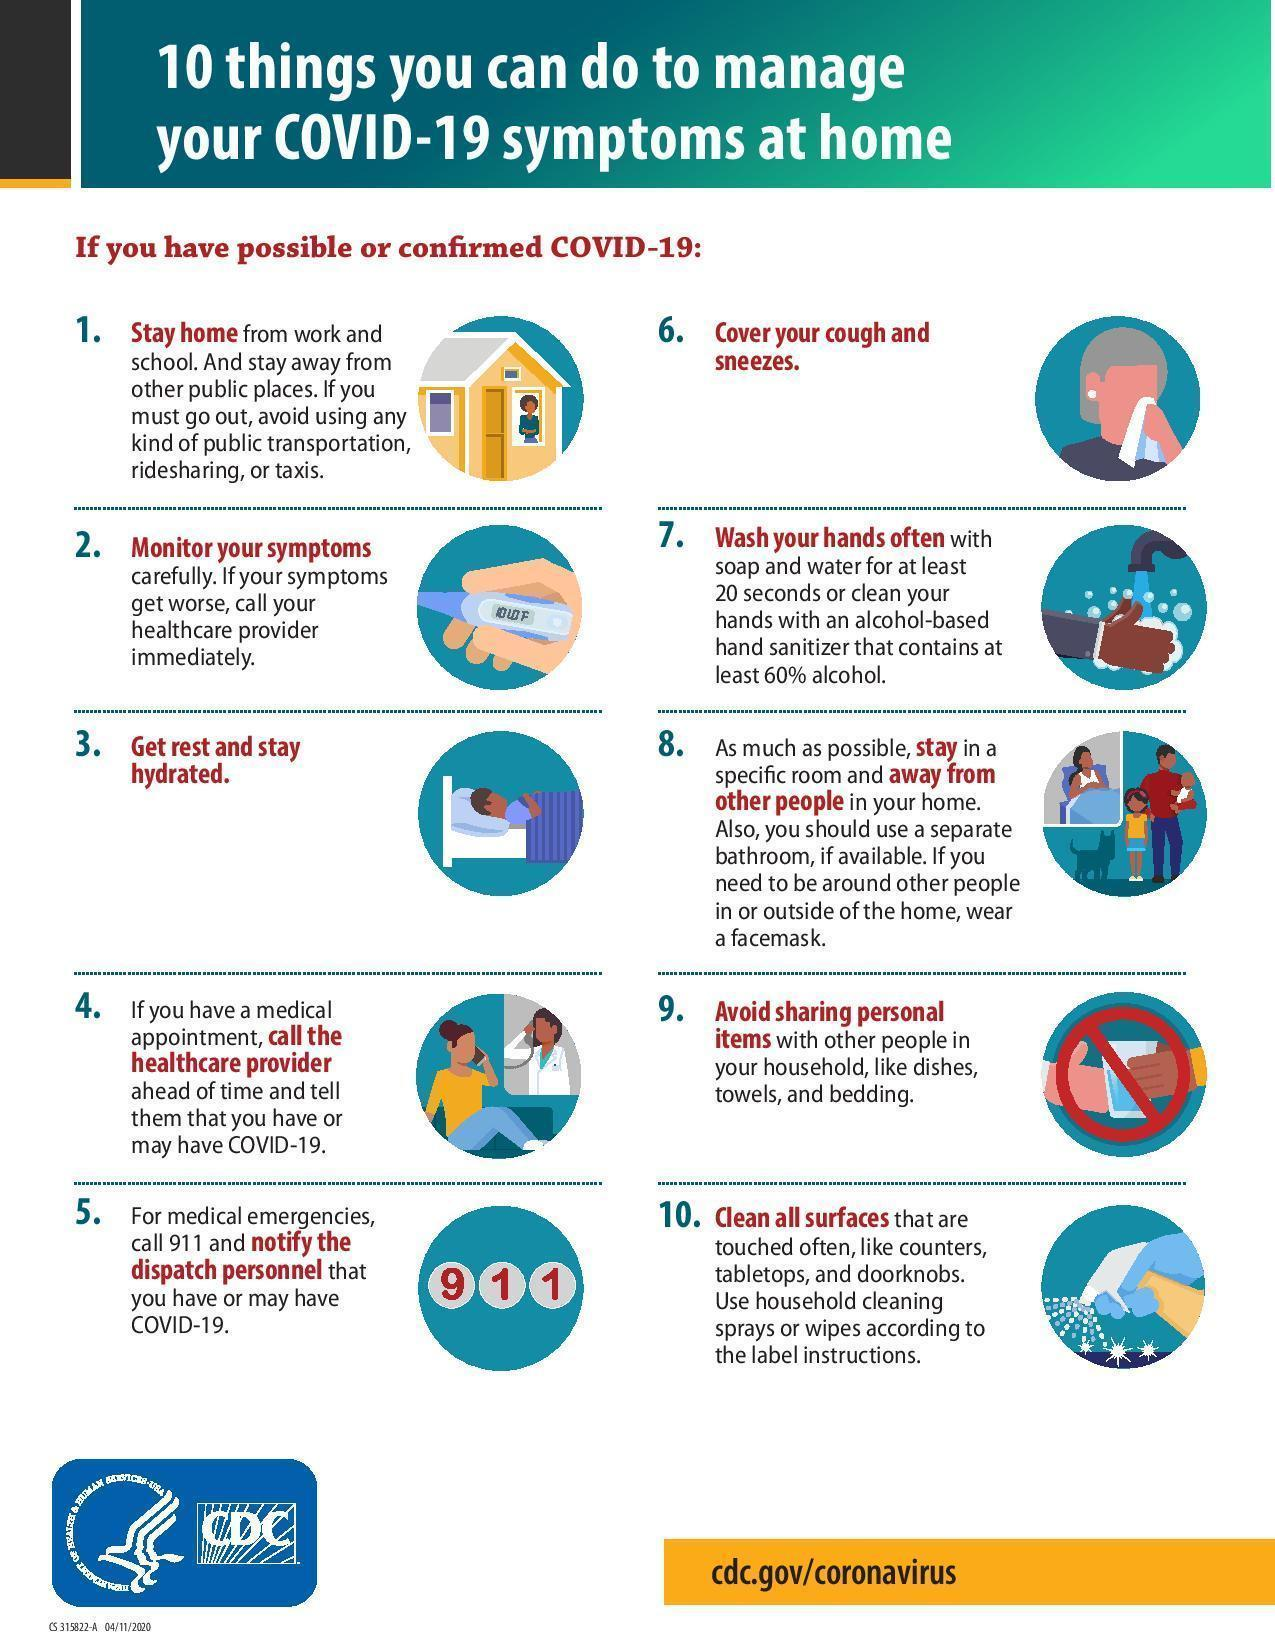 10 things you can do to manage
your COVID-19 symptoms at home
If you have possible or confirmed COVID-19:
1. Stay home from work and
school. And stay away from
other public places. If you
must go out, avoid using any
kind of public transportation,
ridesharing, or taxis.
2. Monitor your symptoms
carefully. If your symptoms
get worse, call your
healthcare provider
immediately.
3. Get rest and stay
hydrated.
4. If you have a medical
appointment, call the
healthcare provider
ahead of time and tell
them that you have or
may have COVID-19.
5. For medical emergencies,
call 911 and notify the
dispatch personnel that
you have or may have
COVID-19.
911
6. Cover your cough and
sneezes.
7. Wash your hands often with
soap and water for at least
20 seconds or clean your
hands with an alcohol-based
hand sanitizer that contains at
least 60% alcohol.
8. As much as possible, stay in a
specific room and away from
other people in your home.
Also, you should use a separate
bathroom, if available. If you
need to be around other people
in or outside of the home, wear
a facemask.
9. Avoid sharing personal
items with other people in
your household, like dishes,
towels, and bedding.
10. Clean all surfaces that are
touched often, like counters,
tabletops, and doorknobs.
Use household cleaning
sprays or wipes according to
the label instructions.
DEPARTMENT OF HEALTH & HUMAN SERVICES·USA
CDC
cdc.gov/coronavirus
CS 315822-A 04/11/2020